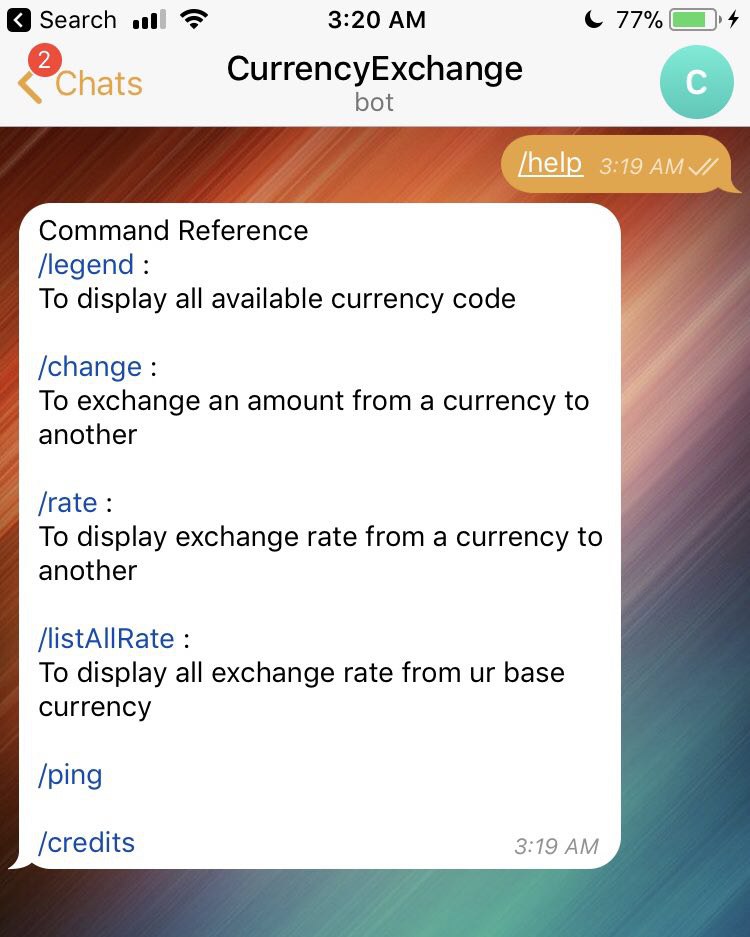 Search
3:20 AM
77%
2
Chats
CurrencyExchange
bot
C
/help 3:19 AM
Command Reference
/legend :
To display all available currency code
/change :
To exchange an amount from a currency to
another
/rate :
To display exchange rate from a currency to
another
/listAllRate :
To display all exchange rate from ur base
currency
/ping
/credits
3:19 AM